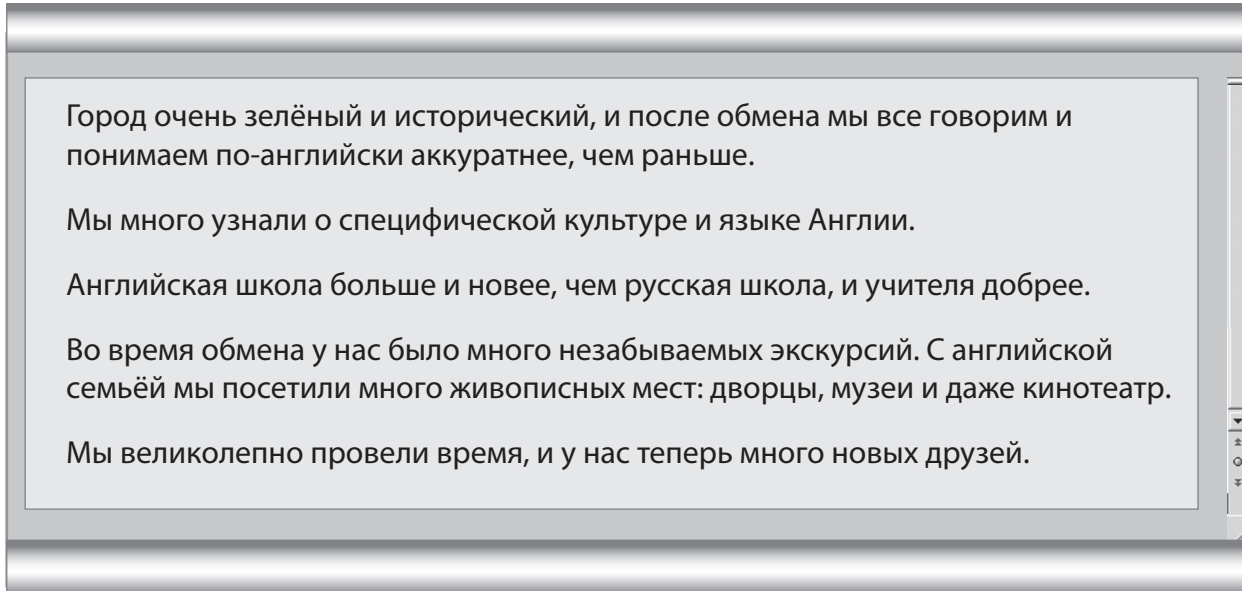 Город очень зелёный и исторический, и после обмена мы все говорим и
понимаем по-английски аккуратнее, чем раньше.
Мы много узнали о специфической культуре и языке Англии.
Английская школа больше и новее, чем русская школа, и учителя добрее.
Во время обмена у нас было много незабываемых экскурсий. С английской
семьёй мы посетили много живописных мест: дворцы, музеи и даже кинотеатр.
Мы великолепно провели время, и у нас теперь много новых друзей.